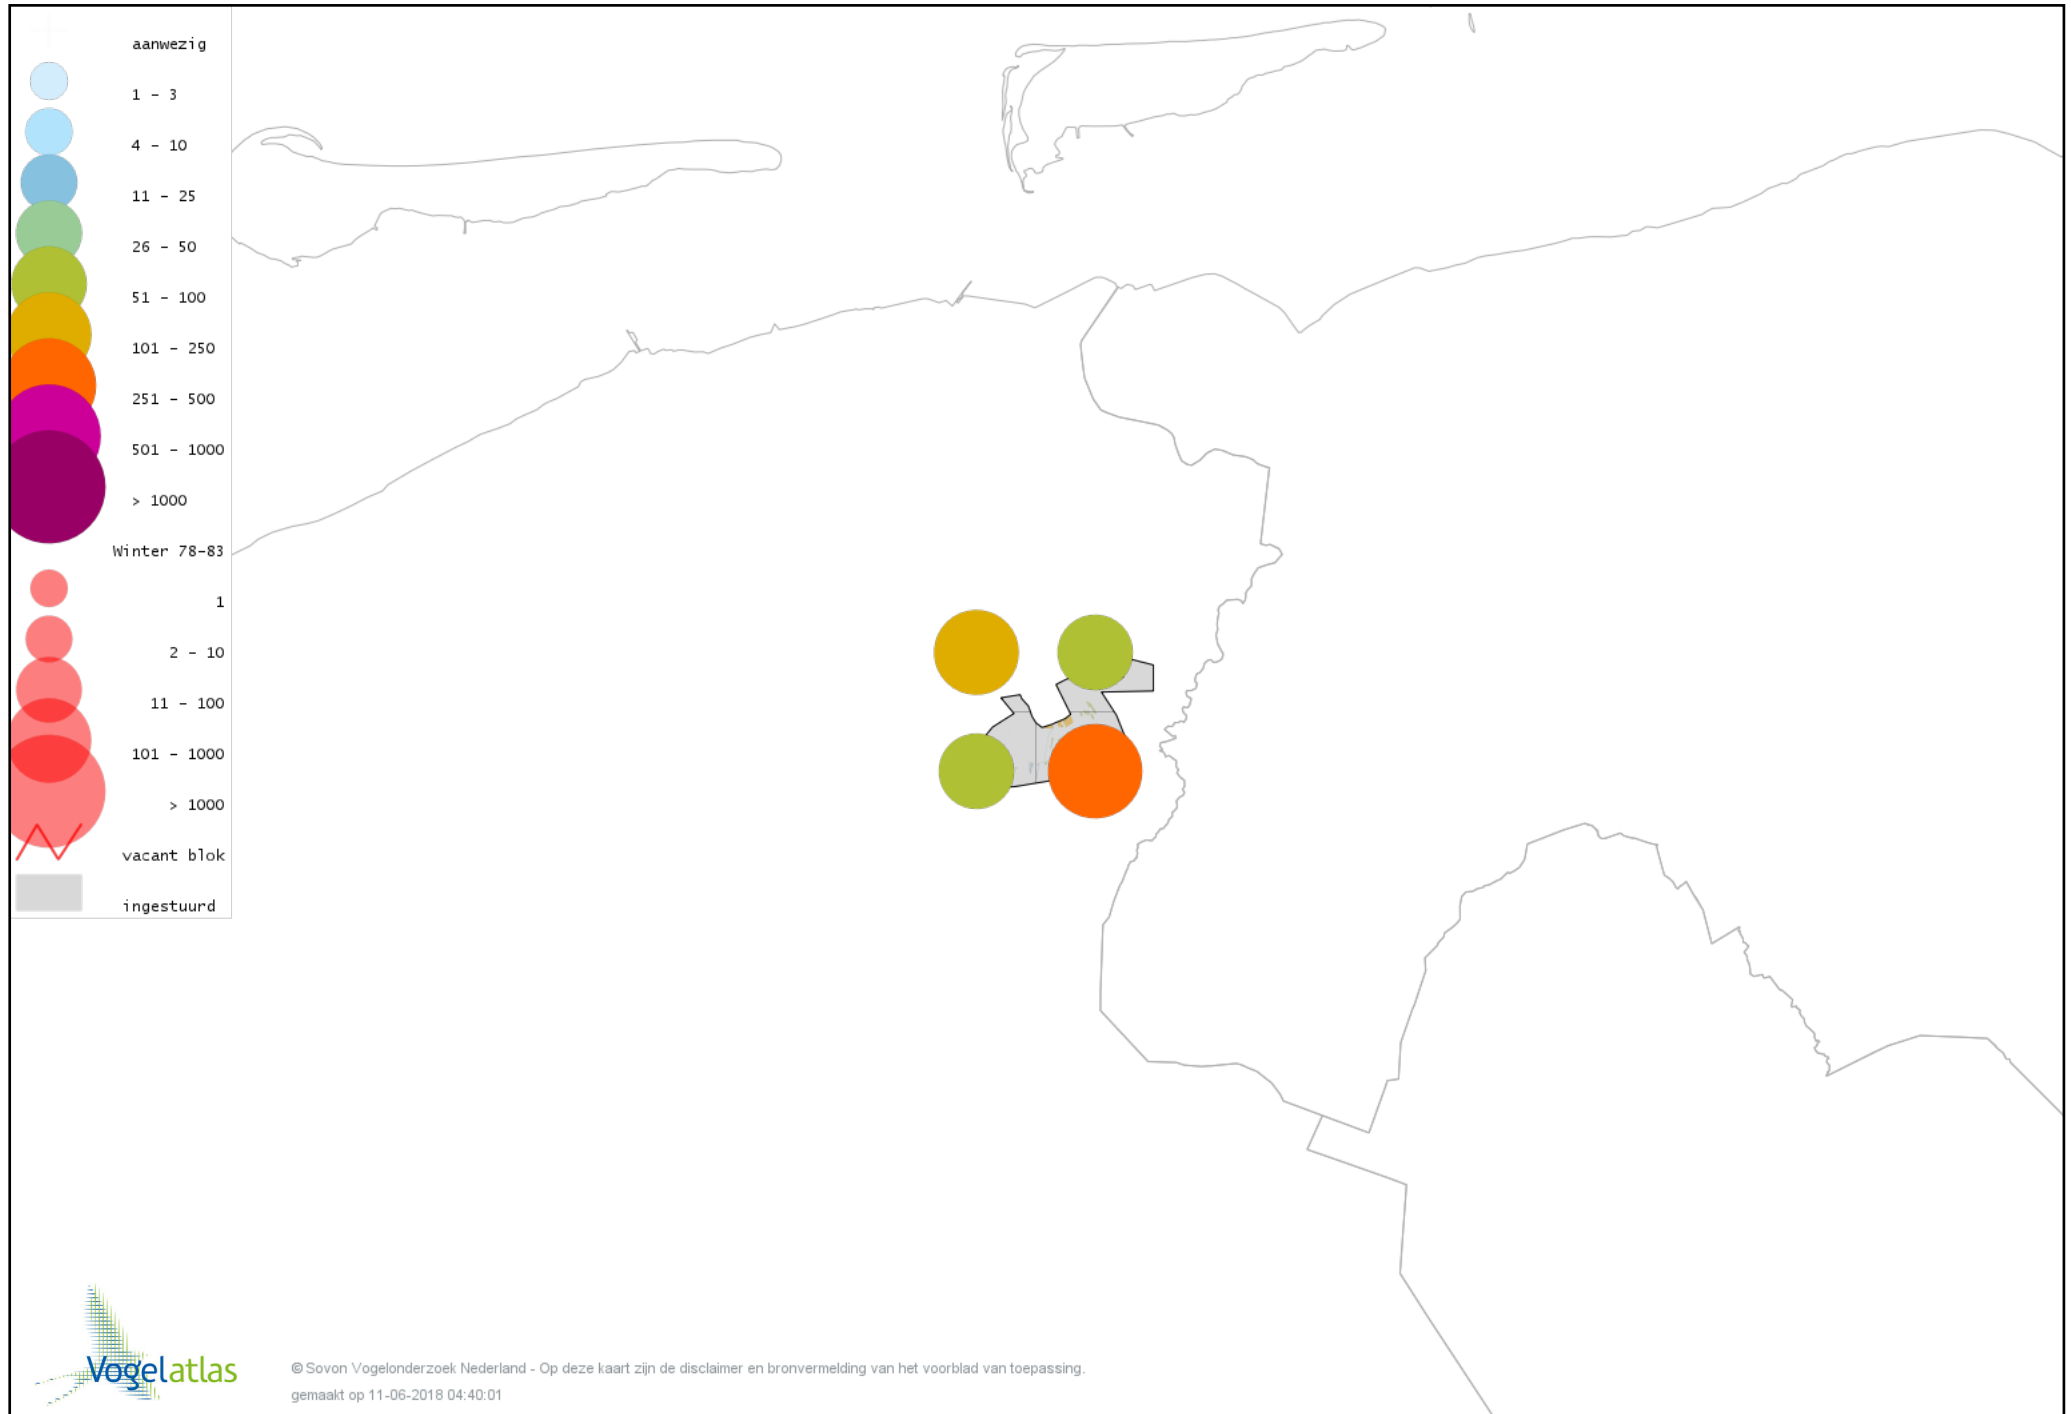 aanwezig
1 - 3
4 - 10
11 - 25
26 - 50
51 - 100
101 - 250
251 - 500
501 - 1000
> 1000
Winter 78-83
1
2 - 10
11 - 100
101 - 1000
> 1000
vacant blok
ingestuurd
Vogelatlas
© Sovon Vogelonderzoek Nederland - Op deze kaart zijn de disclaimer en bronvermelding van het voorblad van toepassing.
gemaakt op 11-06-2018 04:40:01